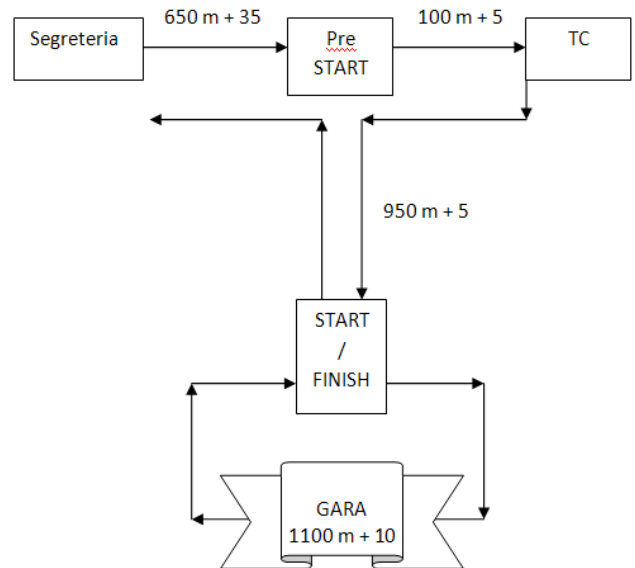 650 m + 35
100 m + 5
Segreteria
Pre
START
TC
950 m + 5
START
/
FINISH
GARA
1100 m + 10